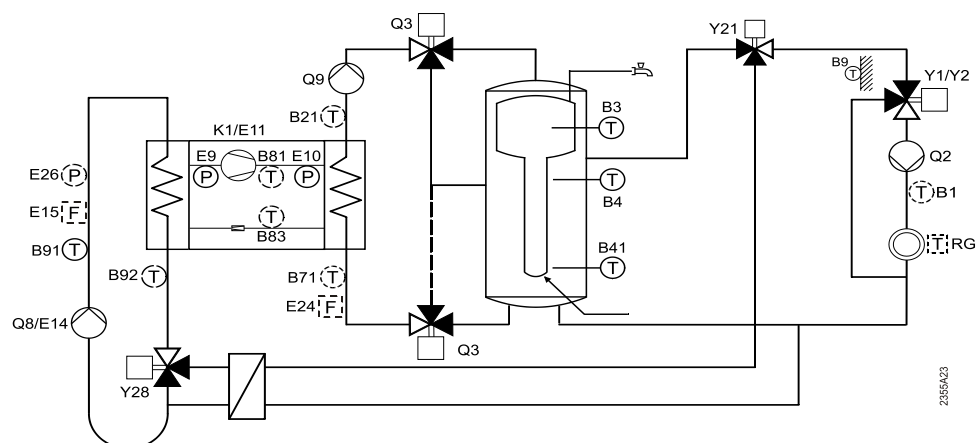 Q3
Y21
B9
T
Y1/Y2
Q9
B21
T
B3
T
K1/E11
E9
B81
E10
P
T
P
Q2
E26
P
T
B4
T
B1
E15
F
T
B83
T
RG
B91
T
B92
T
B71
T
B41
T
E24
F
Q8/E14
Q3
Y28
2355A23